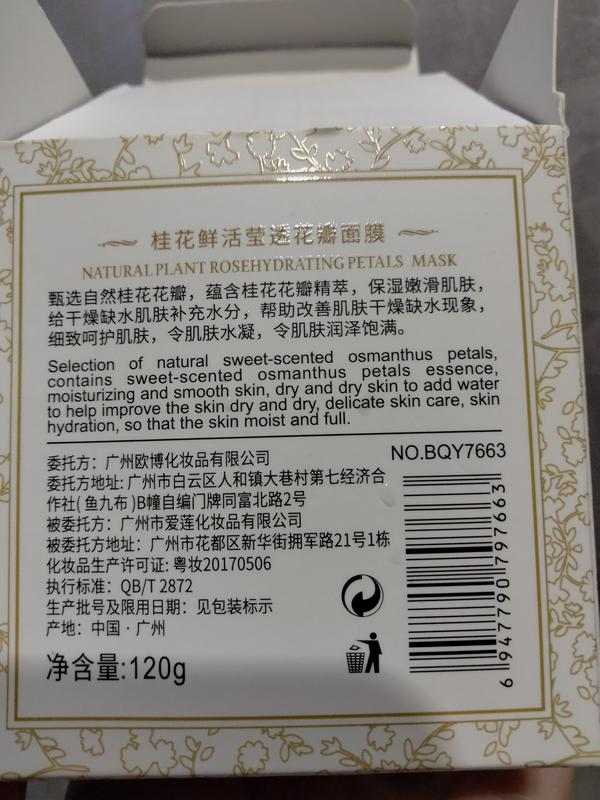 桂花鲜活莹透花瓣面膜
NATURAL PLANT ROSEHYDRATING PETALS MASK
甄选自然桂花花瓣，蕴含桂花花瓣精萃，保湿嫩滑肌肤，
给干燥缺水肌肤补充水分，帮助改善肌肤干燥缺水现象，
细致呵护肌肤，令肌肤水凝，令肌肤润泽饱满。
Selection of natural sweet-scented osmanthus petals,
contains sweet-scented osmanthus petals essence,
moisturizing and smooth skin, dry and dry skin to add water
to help improve the skin dry and dry, delicate skin care, skin
hydration, so that the skin moist and full.
NO.BQY7663
委托方：广州欧博化妆品有限公司
委托方地址: 广州市白云区人和镇大巷村第七经济合
作社( 鱼九布 )B幢自编门牌同富北路2号
被委托方：广州市爱莲化妆品有限公司
被委托方地址：广州市花都区新华街拥军路21号1栋
化妆品生产许可证: 粤妆20170506
执行标准：QB/T 2872
生产批号及限用日期：见包装标示
产地：中国 · 广州
净含量:120g
6 947790 797663